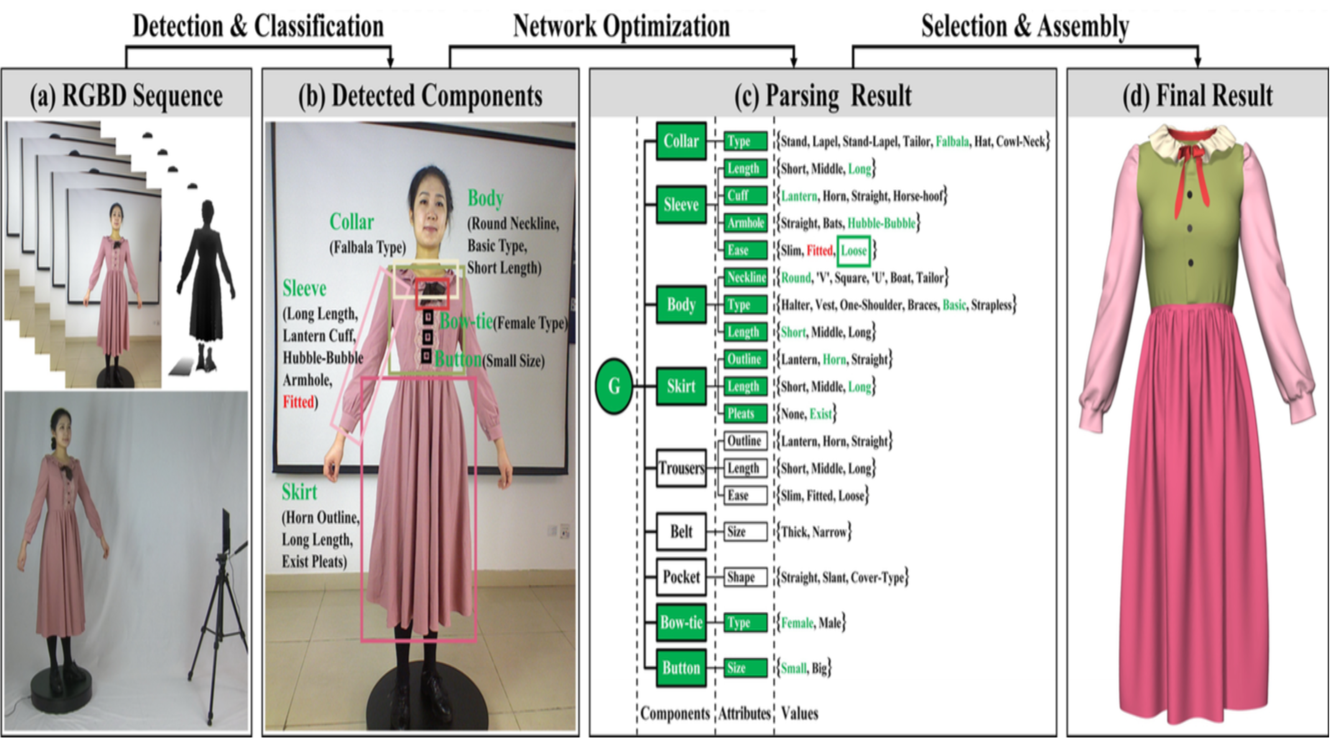 Detection & Classification
Network Optimization
Selection & Assembly
(a) RGBD Sequence
(b) Detected Components
(c) Parsing Result
(d) Final Result
Collar
(Falbala Type)
Body
(Round Neckline,
Basic Type,
Short Length)
Sleeve
(Long Length,
Lantern Cuff,
Hubble-Bubble
Armhole,
Fitted)
Bow-tie(Female Type)
Button(Small Size)
Skirt
(Horn Outline,
Long Length,
Exist Pleats)
G
Collar
Type
{Stand, Lapel, Stand-Lapel, Tailor, Falbala, Hat, Cowl-Neck}
Sleeve
Length
{Short, Middle, Long}
Cuff
{Lantern, Horn, Straight, Horse-hoof}
Armhole
{Straight, Bats, Hubble-Bubble}
Ease
{Slim, Fitted, Loose}
Body
Neckline
{Round, 'V', Square, 'U', Boat, Tailor}
Type
{Halter, Vest, One-Shoulder, Braces, Basic, Strapless}
Length
{Short, Middle, Long}
Skirt
Outline
{Lantern, Horn, Straight}
Length
{Short, Middle, Long}
Pleats
{None, Exist}
Trousers
Outline
{Lantern, Horn, Straight}
Length
{Short, Middle, Long}
Ease
{Slim, Fitted, Loose}
Belt
Size
{Thick, Narrow}
Pocket
Shape
{Straight, Slant, Cover-Type}
Bow-tie
Type
{Female, Male}
Button
Size
{Small, Big}
Components
Attributes
Values